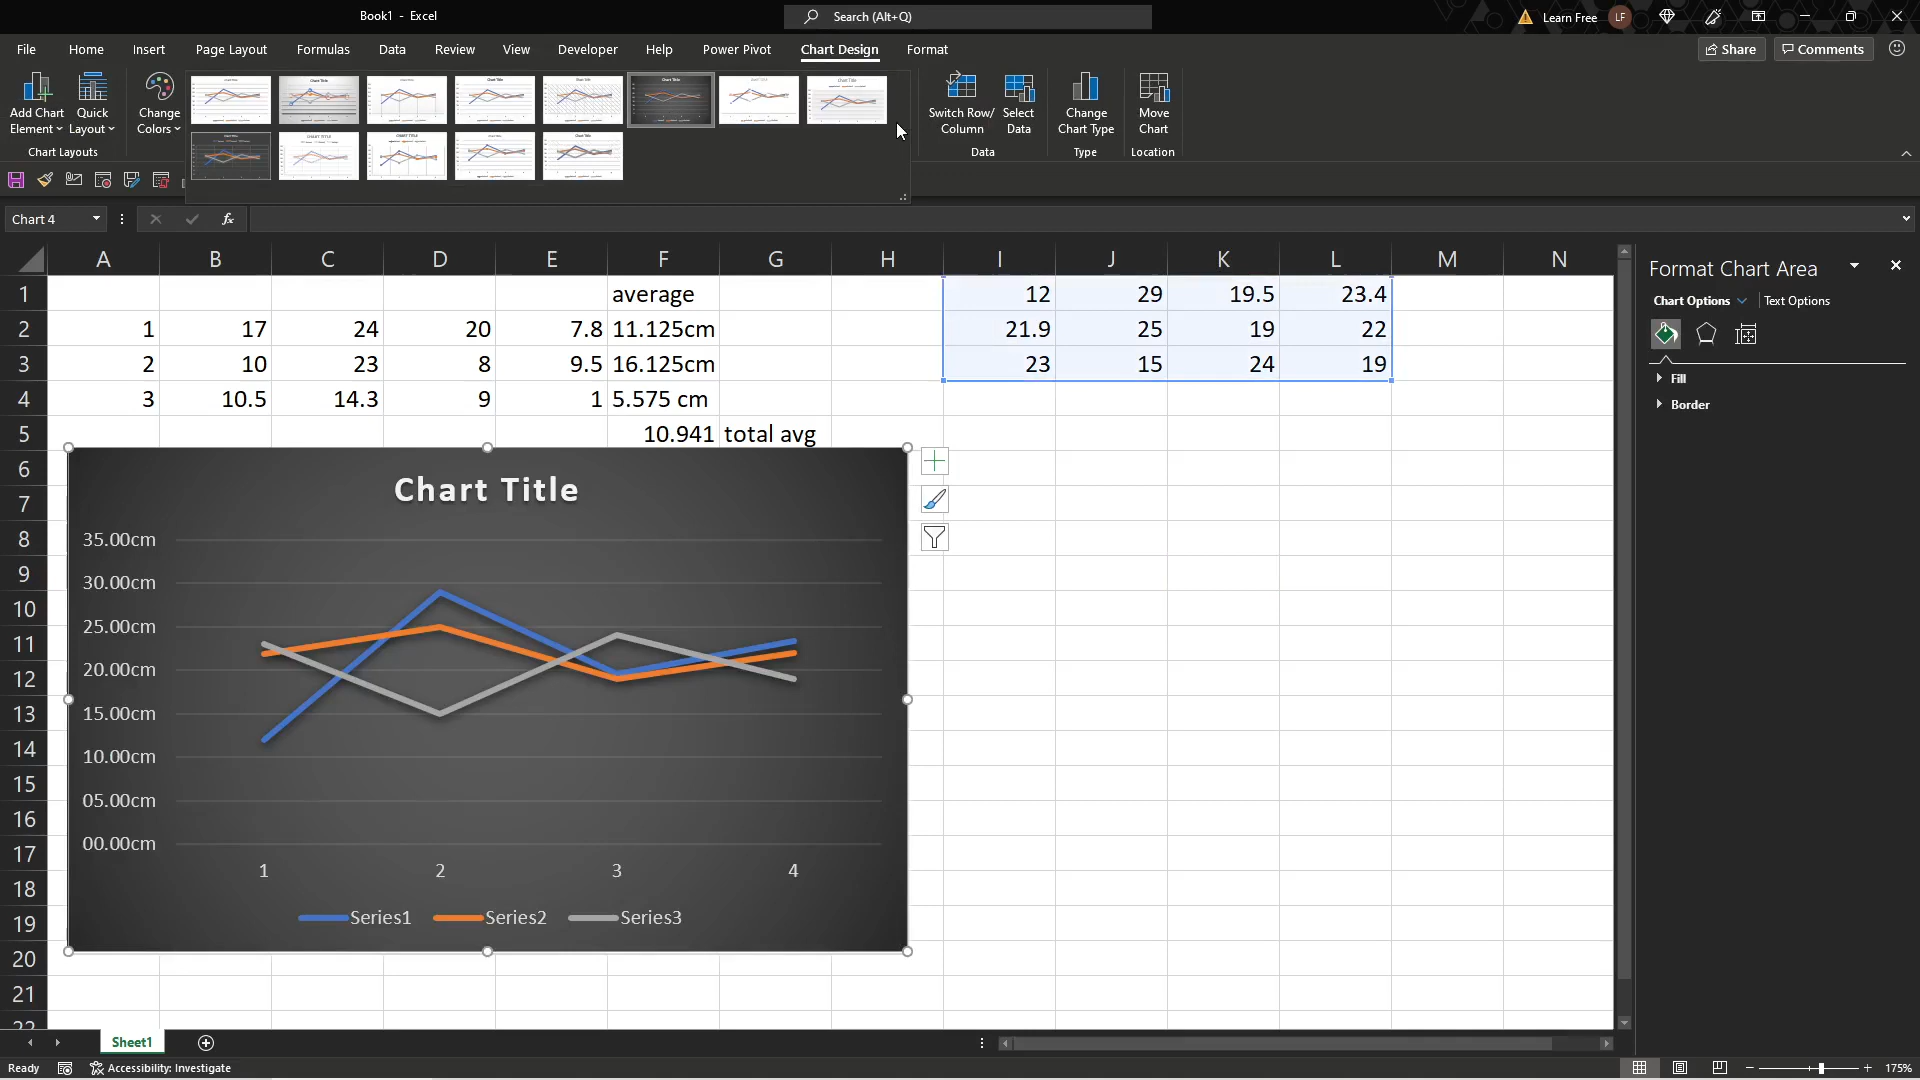 Book1 - Excel
Search (Alt+Q)
Learn Free
LF
File Home Insert Page Layout Formulas Data Review View Developer Help Power Pivot Chart Design Format
Share
Comments
Add Chart Element
Quick Layout
Change Colors
Switch Row/ Column
Select Data
Change Chart Type
Move Chart
Chart Layouts
Data
Type
Location
Chart 4
fx
A B C D E F G H I J K L M N
1 average 12 29 19.5 23.4
2 1 17 24 20 7.8 11.125cm 21.9 25 19 22
3 2 10 23 8 9.5 16.125cm 23 15 24 19
4 3 10.5 14.3 9 1 5.575 cm
5 10.941 total avg
6
7
8
9
10
11
12
13
14
15
16
17
18
19
20
21
22
Chart Title
35.00cm
30.00cm
25.00cm
20.00cm
15.00cm
10.00cm
05.00cm
00.00cm
1 2 3 4
Series1 Series2 Series3
Format Chart Area
Chart Options
Text Options
Fill
Border
Sheet1
Ready
Accessibility: Investigate
175%